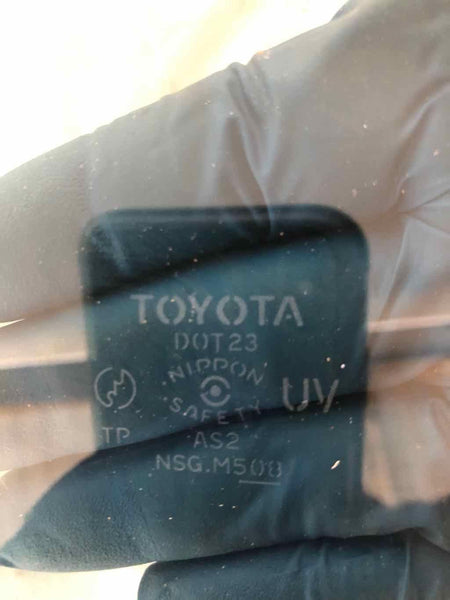 TOYOTA
DOT23
NIPPON
SAFETY
UV
TP
AS2
NSG.M508